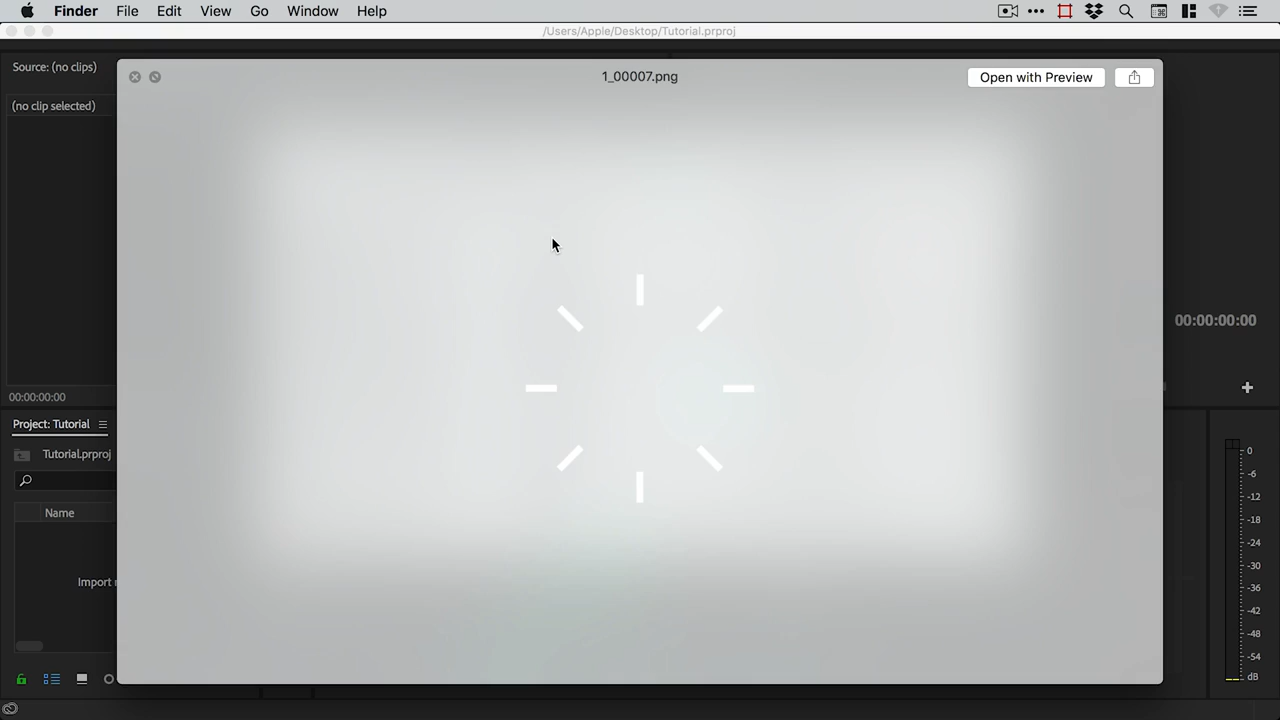 Finder File Edit View Go Window Help
/Users/Apple/Desktop/Tutorial.prproj
Source: (no clips)
1_00007.png
Open with Preview
(no clip selected)
00:00:00:00
00:00:00:00
Project: Tutorial
Tutorial.prproj
Name
Import
0
-6
-12
-18
-24
-30
-36
-42
-48
-54
dB